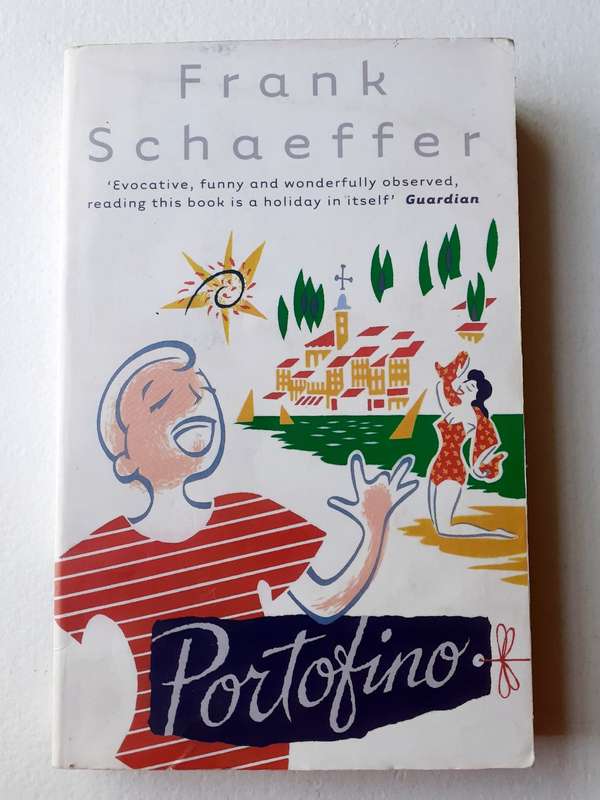 Frank
Schaeffer
‘Evocative, funny and wonderfully observed,
reading this book is a holiday in itself’ Guardian
Portofino